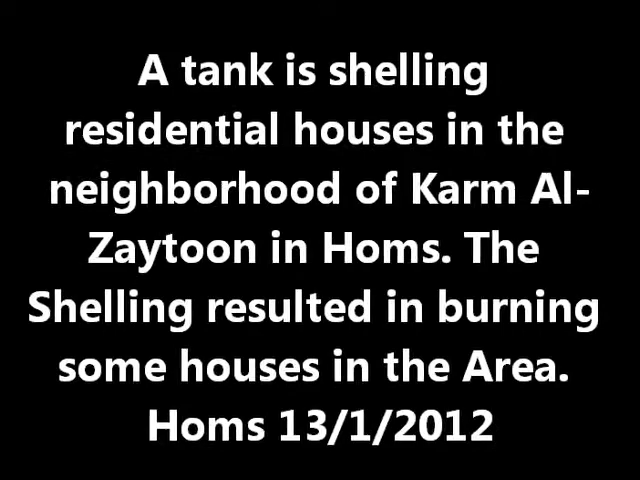 A tank is shelling
residential houses in the
neighborhood of Karm Al-
Zaytoon in Homs. The
Shelling resulted in burning
some houses in the Area.
Homs 13/1/2012